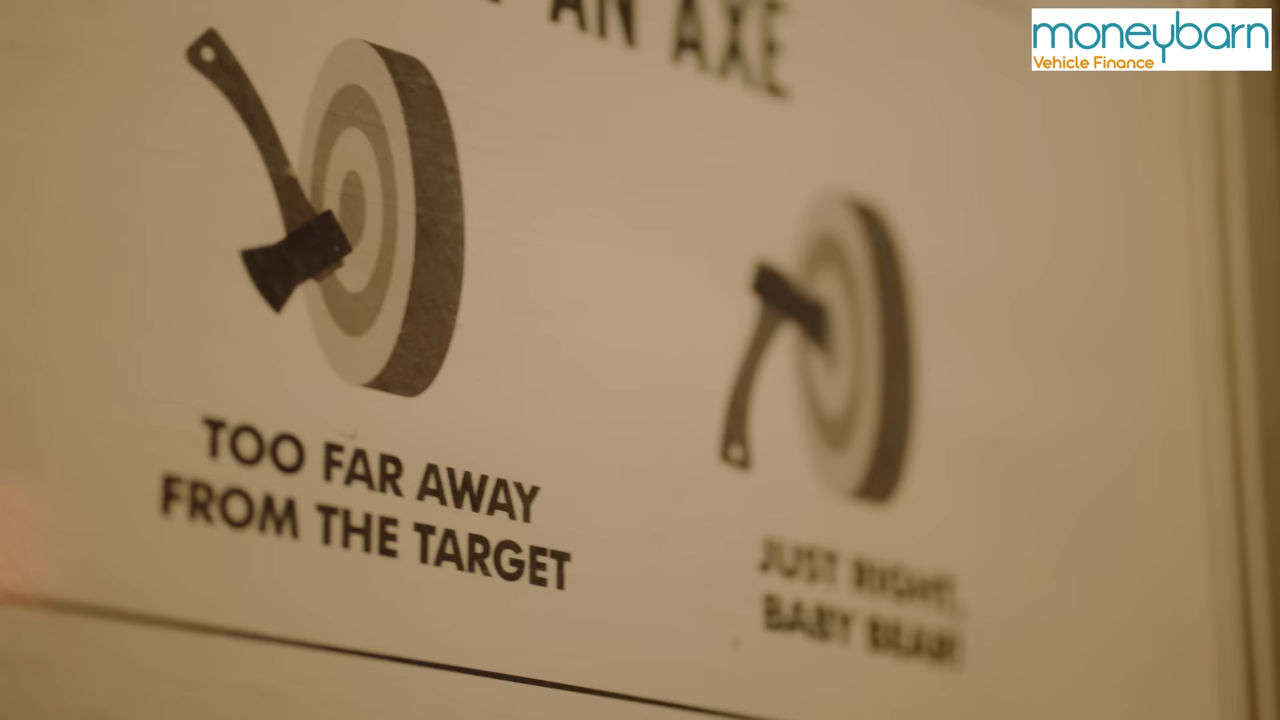 AN AXE
moneybarn
Vehicle Finance
TOO FAR AWAY
FROM THE TARGET
JUST RIGHT,
BABY BEAR!